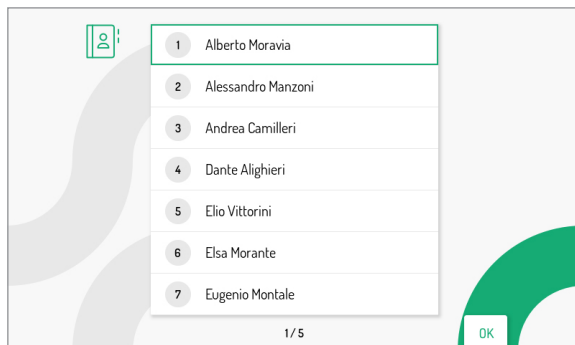 1 Alberto Moravia
2 Alessandro Manzoni
3 Andrea Camilleri
4 Dante Alighieri
5 Elio Vittorini
6 Elsa Morante
7 Eugenio Montale
1/5
OK